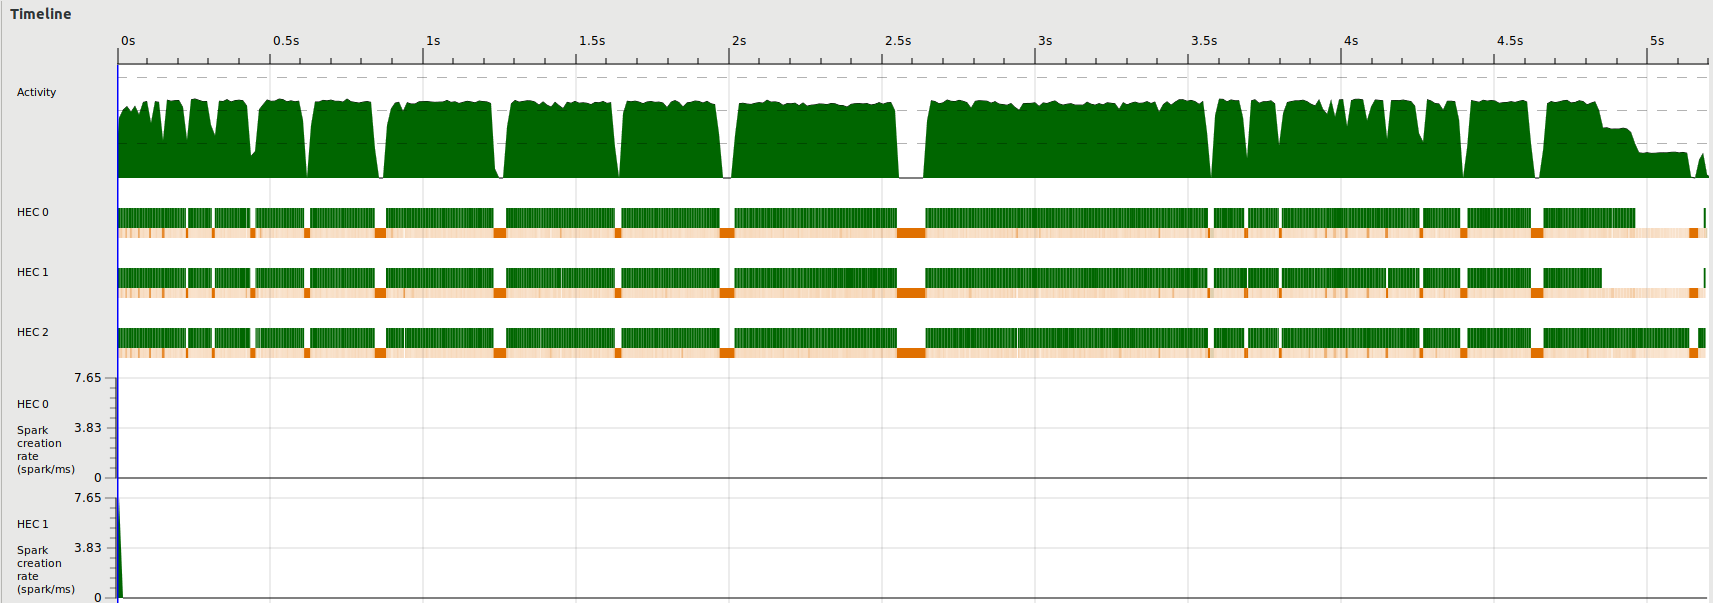 Timeline
0s 0.5s 1s 1.5s 2s 2.5s 3s 3.5s 4s 4.5s 5s
Activity
HEC 0
HEC 1
HEC 2
7.65
HEC 0
3.83
Spark
creation
rate
(spark/ms)
0
7.65
HEC 1
3.83
Spark
creation
rate
(spark/ms)
0